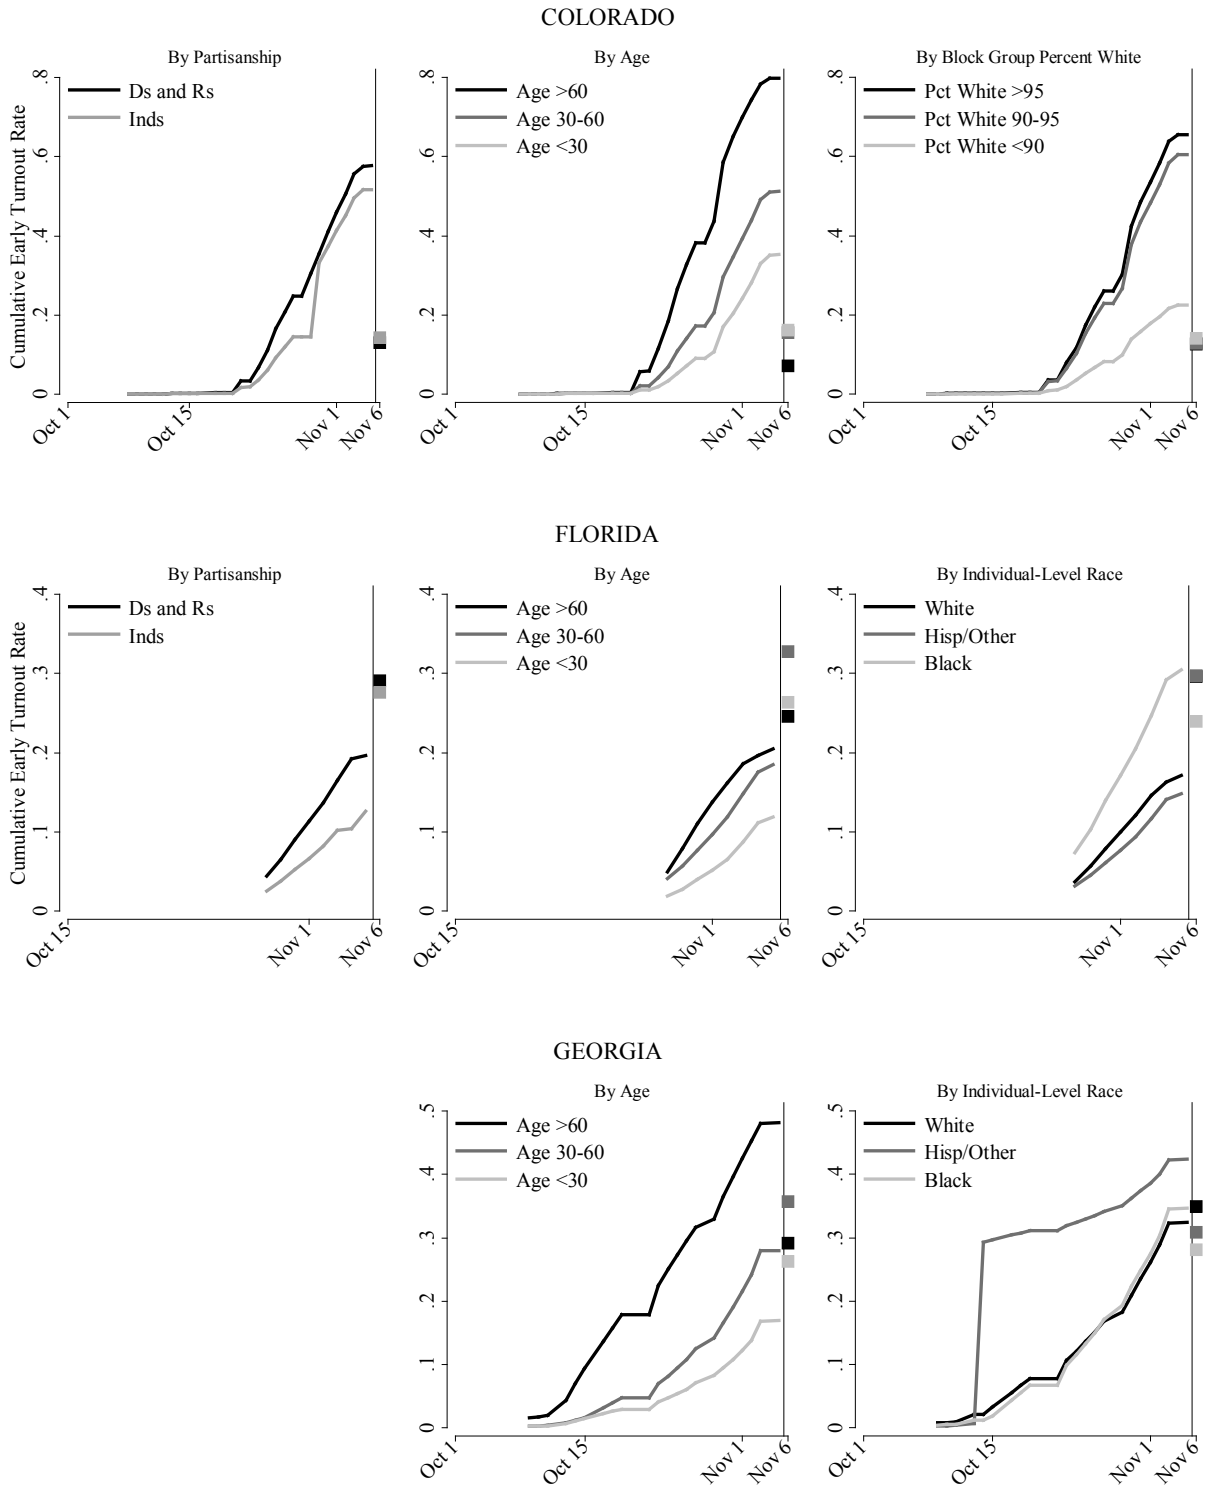 COLORADO
By Partisanship
By Age
By Block Group Percent White
Cumulative Early Turnout Rate
0
.2
.4
.6
.8
Ds and Rs
Inds
Oct 1
Oct 15
Nov 1
Nov 6
0
.2
.4
.6
.8
Age >60
Age 30-60
Age <30
Oct 1
Oct 15
Nov 1
Nov 6
0
.2
.4
.6
.8
Pct White >95
Pct White 90-95
Pct White <90
Oct 1
Oct 15
Nov 1
Nov 6
FLORIDA
By Partisanship
By Age
By Individual-Level Race
Cumulative Early Turnout Rate
0
.1
.2
.3
.4
Ds and Rs
Inds
Oct 15
Nov 1
Nov 6
0
.1
.2
.3
.4
Age >60
Age 30-60
Age <30
Oct 15
Nov 1
Nov 6
0
.1
.2
.3
.4
White
Hisp/Other
Black
Oct 15
Nov 1
Nov 6
GEORGIA
By Age
By Individual-Level Race
0
.1
.2
.3
.4
.5
Age >60
Age 30-60
Age <30
Oct 1
Oct 15
Nov 1
Nov 6
0
.1
.2
.3
.4
.5
White
Hisp/Other
Black
Oct 1
Oct 15
Nov 1
Nov 6